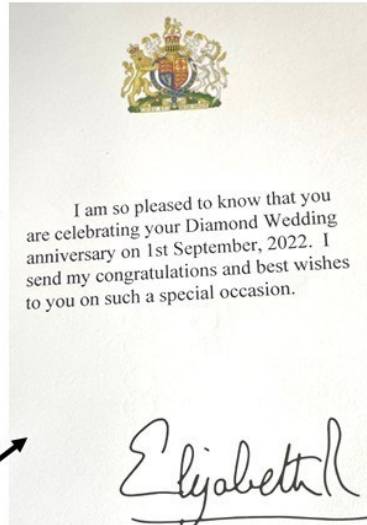 I am so pleased to know that you
are celebrating your Diamond Wedding
anniversary on 1st September, 2022. I
send my congratulations and best wishes
to you on such a special occasion.
Elizabeth R